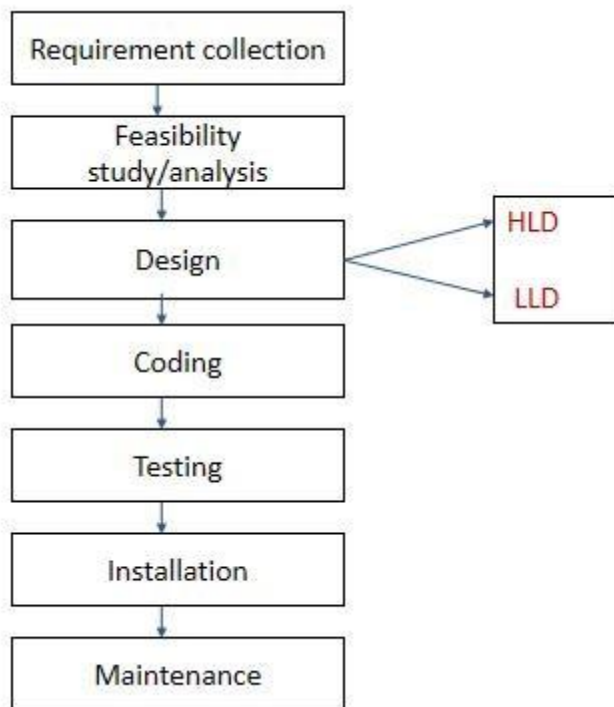 Requirement collection
Feasibility
study/analysis
Design
HLD
LLD
Coding
Testing
Installation
Maintenance